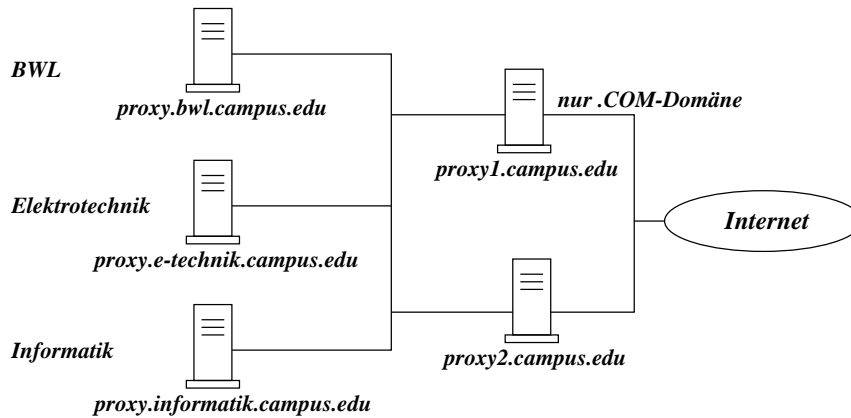 BWL
proxy.bwl.campus.edu
nur .COM-Domäne
proxy1.campus.edu
Elektrotechnik
proxy.e-technik.campus.edu
Internet
Informatik
proxy.informatik.campus.edu
proxy2.campus.edu